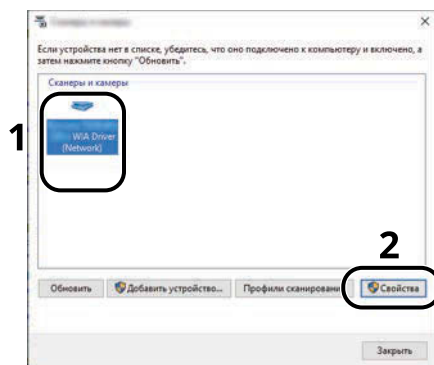 Если устройства нет в списке, убедитесь, что оно подключено к компьютеру и включено, а
затем нажмите кнопку "Обновить".
Сканеры и камеры
1
WIA Driver
(Network)
2
Обновить Добавить устройство... Профили сканировани Свойства
Закрыть